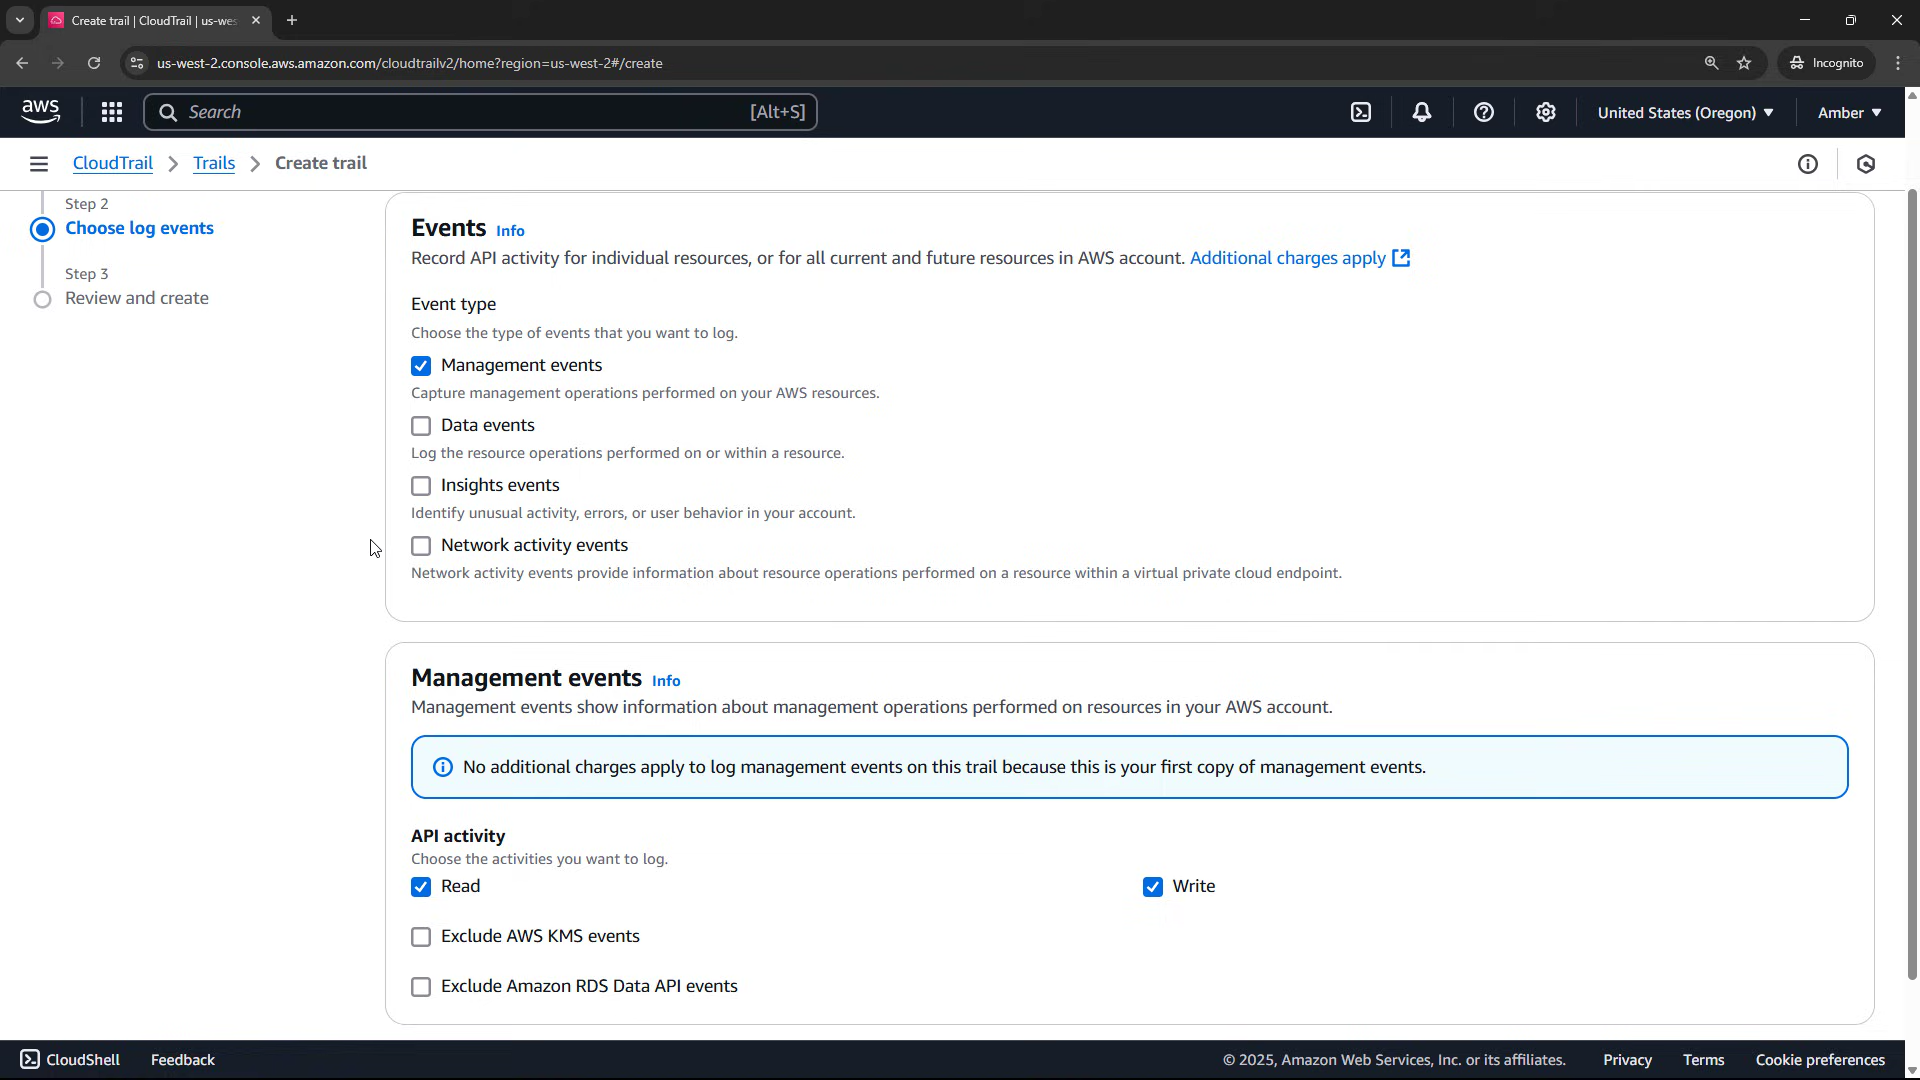 Create trail | CloudTrail | us-wes
us-west-2.console.aws.amazon.com/cloudtrailv2/home?region=us-west-2#/create
Incognito
aws
Search
[Alt+S]
United States (Oregon)
Amber
CloudTrail
Trails
Create trail
Step 2
Choose log events
Step 3
Review and create
Events Info
Record API activity for individual resources, or for all current and future resources in AWS account. Additional charges apply
Event type
Choose the type of events that you want to log.
Management events
Capture management operations performed on your AWS resources.
Data events
Log the resource operations performed on or within a resource.
Insights events
Identify unusual activity, errors, or user behavior in your account.
Network activity events
Network activity events provide information about resource operations performed on a resource within a virtual private cloud endpoint.
Management events Info
Management events show information about management operations performed on resources in your AWS account.
No additional charges apply to log management events on this trail because this is your first copy of management events.
API activity
Choose the activities you want to log.
Read
Write
Exclude AWS KMS events
Exclude Amazon RDS Data API events
CloudShell
Feedback
© 2025, Amazon Web Services, Inc. or its affiliates.
Privacy
Terms
Cookie preferences